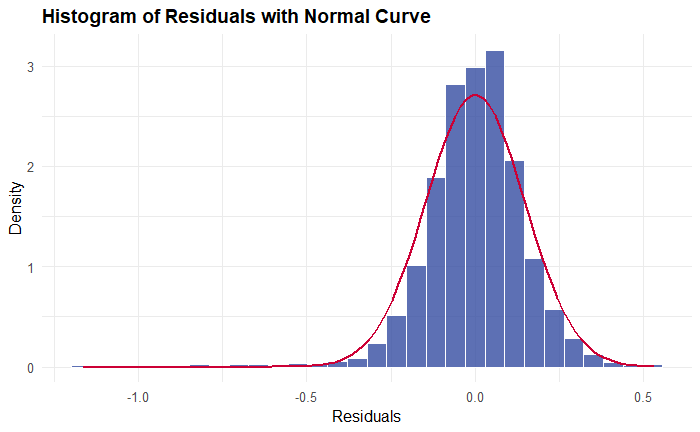 Histogram of Residuals with Normal Curve
3
2
1
0
Density
-1.0 -0.5 0.0 0.5
Residuals